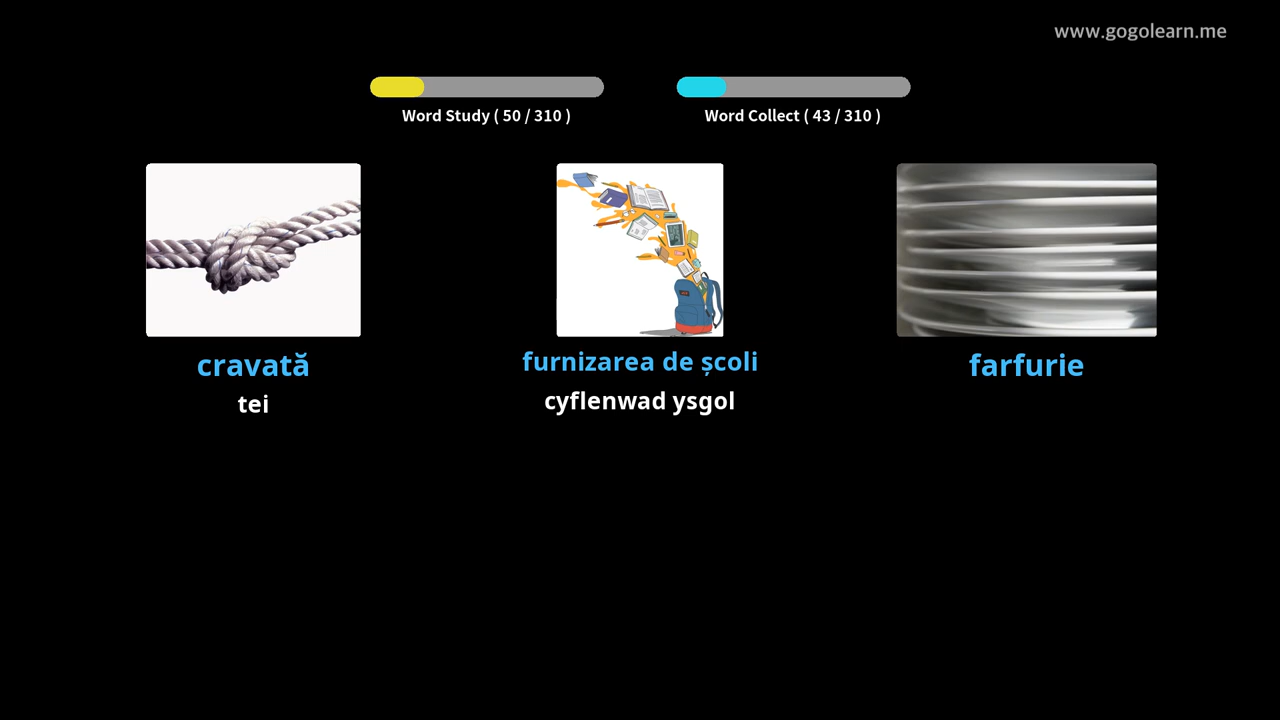 www.gogolearn.me
Word Study ( 50 / 310 )
Word Collect ( 43 / 310 )
cravată
furnizarea de școli
farfurie
tei
cyflenwad ysgol